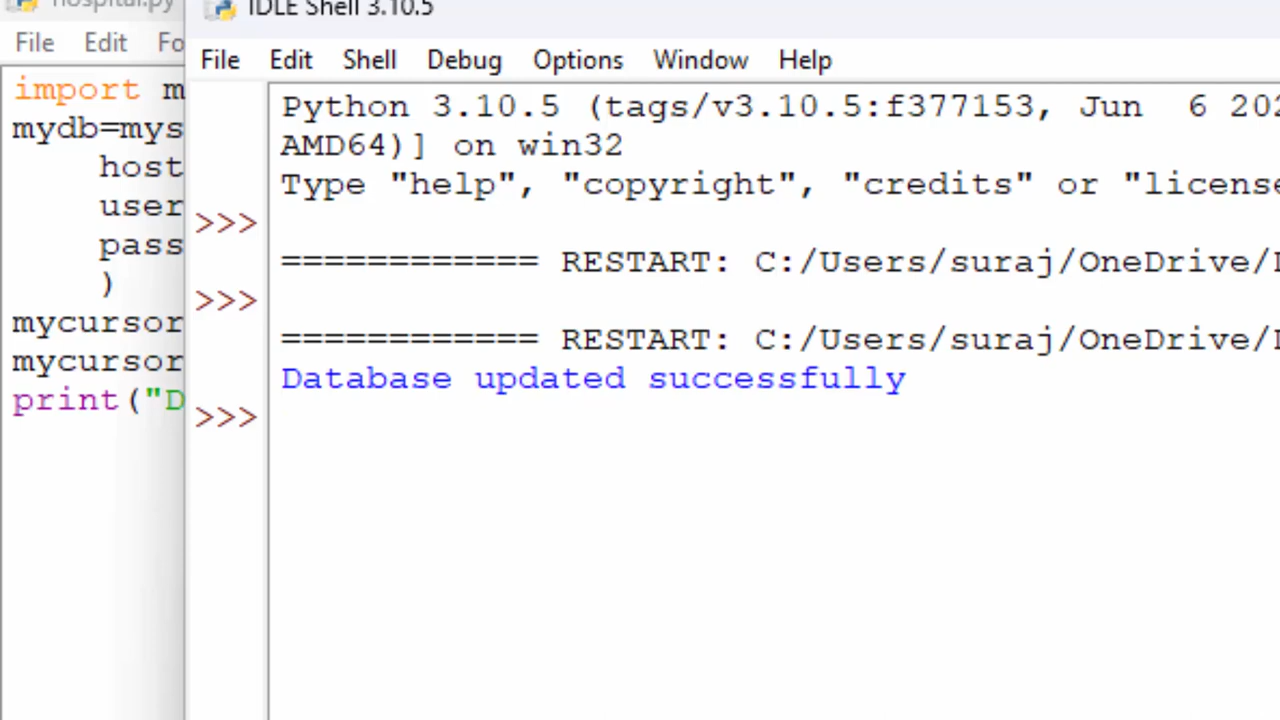 hospital.py
File Edit Fo
import m
mydb=mys
host
user
pass
)
mycursor
mycursor
print("D
IDLE Shell 3.10.5
File Edit Shell Debug Options Window Help
Python 3.10.5 (tags/v3.10.5:f377153, Jun 6 202
AMD64)] on win32
Type "help", "copyright", "credits" or "license
>>>
============ RESTART: C:/Users/suraj/OneDrive/D
>>>
============ RESTART: C:/Users/suraj/OneDrive/D
Database updated successfully
>>>